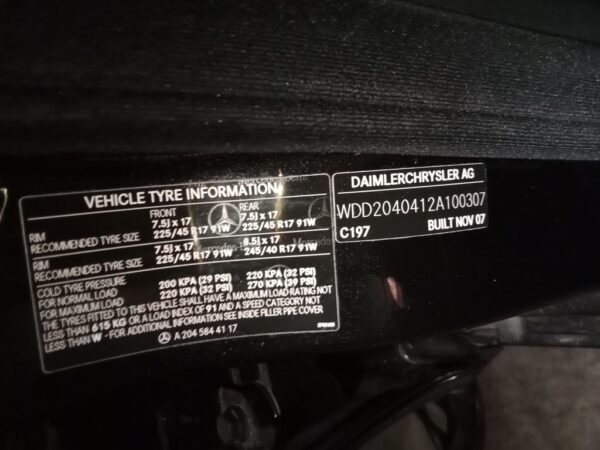 VEHICLE TYRE INFORMATION
FRONT REAR
RIM 7.5J x 17 7.5J x 17
RECOMMENDED TYRE SIZE 225/45 R17 91W 225/45 R17 91W
RIM 7.5J x 17 8.5J x 17
RECOMMENDED TYRE SIZE 225/45 R17 91W 245/40 R17 91W
COLD TYRE PRESSURE
FOR NORMAL LOAD 200 KPA (29 PSI) 220 KPA (32 PSI)
FOR MAXIMUM LOAD 220 KPA (32 PSI) 270 KPA (39 PSI)
THE TYRES FITTED TO THIS VEHICLE SHALL HAVE A MAXIMUM LOAD RATING NOT
LESS THAN 615 KG OR A LOAD INDEX OF 91 AND A SPEED CATEGORY NOT
LESS THAN W - FOR ADDITIONAL INFORMATION SEE INSIDE FILLER PIPE COVER
A 204 584 41 17
DAIMLERCHRYSLER AG
WDD2040412A100307
C197 BUILT NOV 07